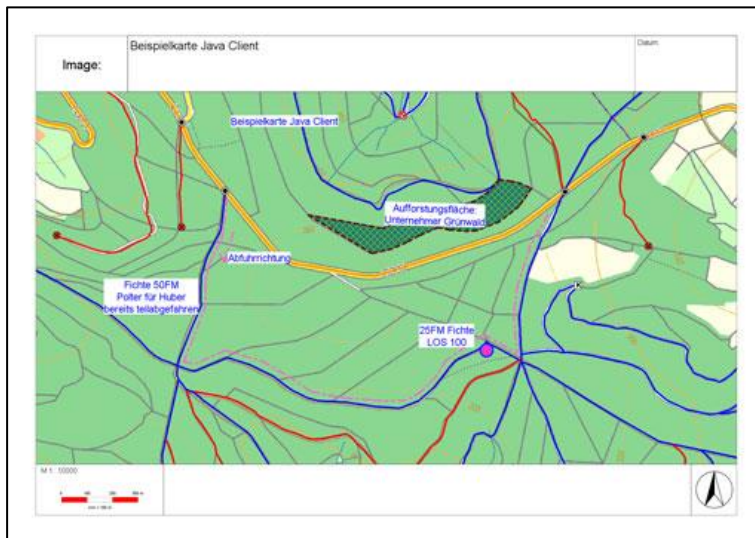 Image:
Beispielkarte Java Client
Datum:
Beispielkarte Java Client
Aufforstungsfläche:
Unternehmer Grünwald
Abfuhrrichtung
Fichte 50FM
Polter für Huber
bereits teilabgefahren
25FM Fichte
LOS 100
M 1 : 10000